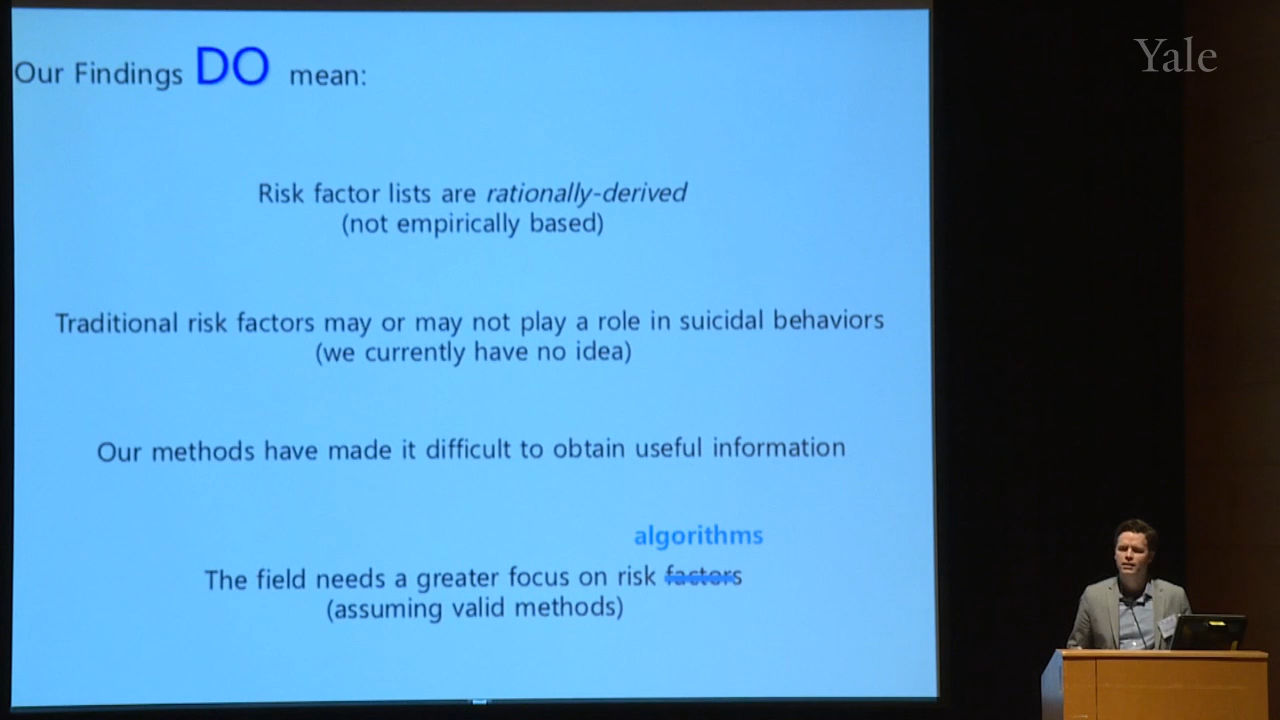 Our Findings DO mean:
Yale
Risk factor lists are rationally-derived
(not empirically based)
Traditional risk factors may or may not play a role in suicidal behaviors
(we currently have no idea)
Our methods have made it difficult to obtain useful information
algorithms
The field needs a greater focus on risk factors
(assuming valid methods)